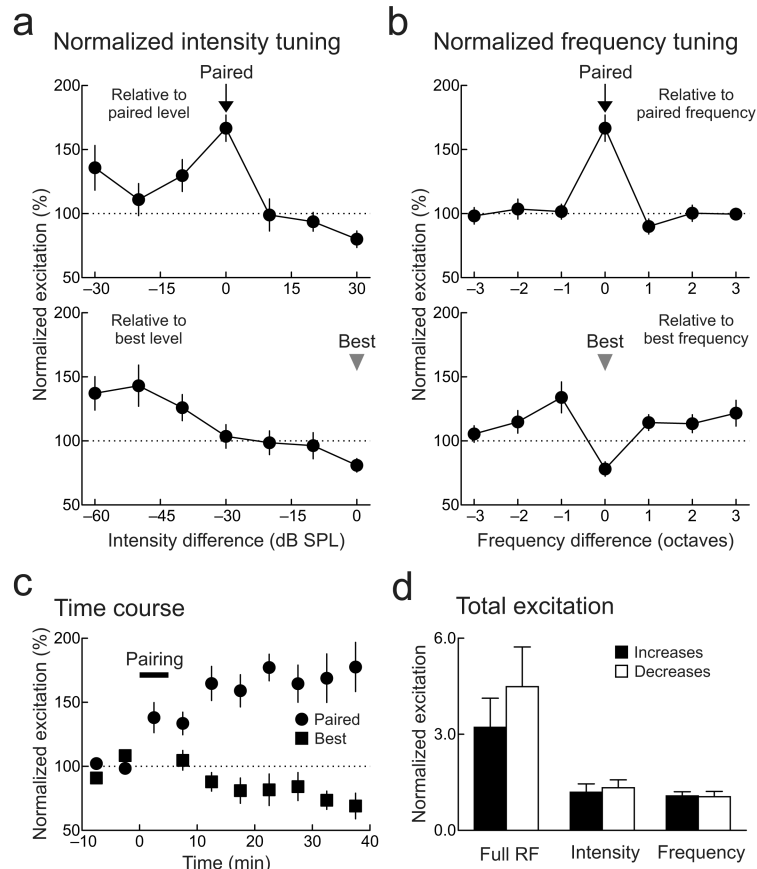 a
Normalized intensity tuning
Normalized excitation (%)
200
150
100
50
Relative to
paired level
Paired
–30
–15
0
15
30
200
150
100
50
Relative to
best level
Best
–60
–45
–30
–15
0
Intensity difference (dB SPL)
b
Normalized frequency tuning
Normalized excitation (%)
200
150
100
50
Paired
Relative to
paired frequency
–3
–2
–1
0
1
2
3
200
150
100
50
Best
Relative to
best frequency
–3
–2
–1
0
1
2
3
Frequency difference (octaves)
c
Time course
Normalized excitation (%)
200
150
100
50
Pairing
Paired
Best
–10
0
10
20
30
40
Time (min)
d
Total excitation
Normalized excitation
6.0
3.0
0.0
Increases
Decreases
Full RF
Intensity
Frequency